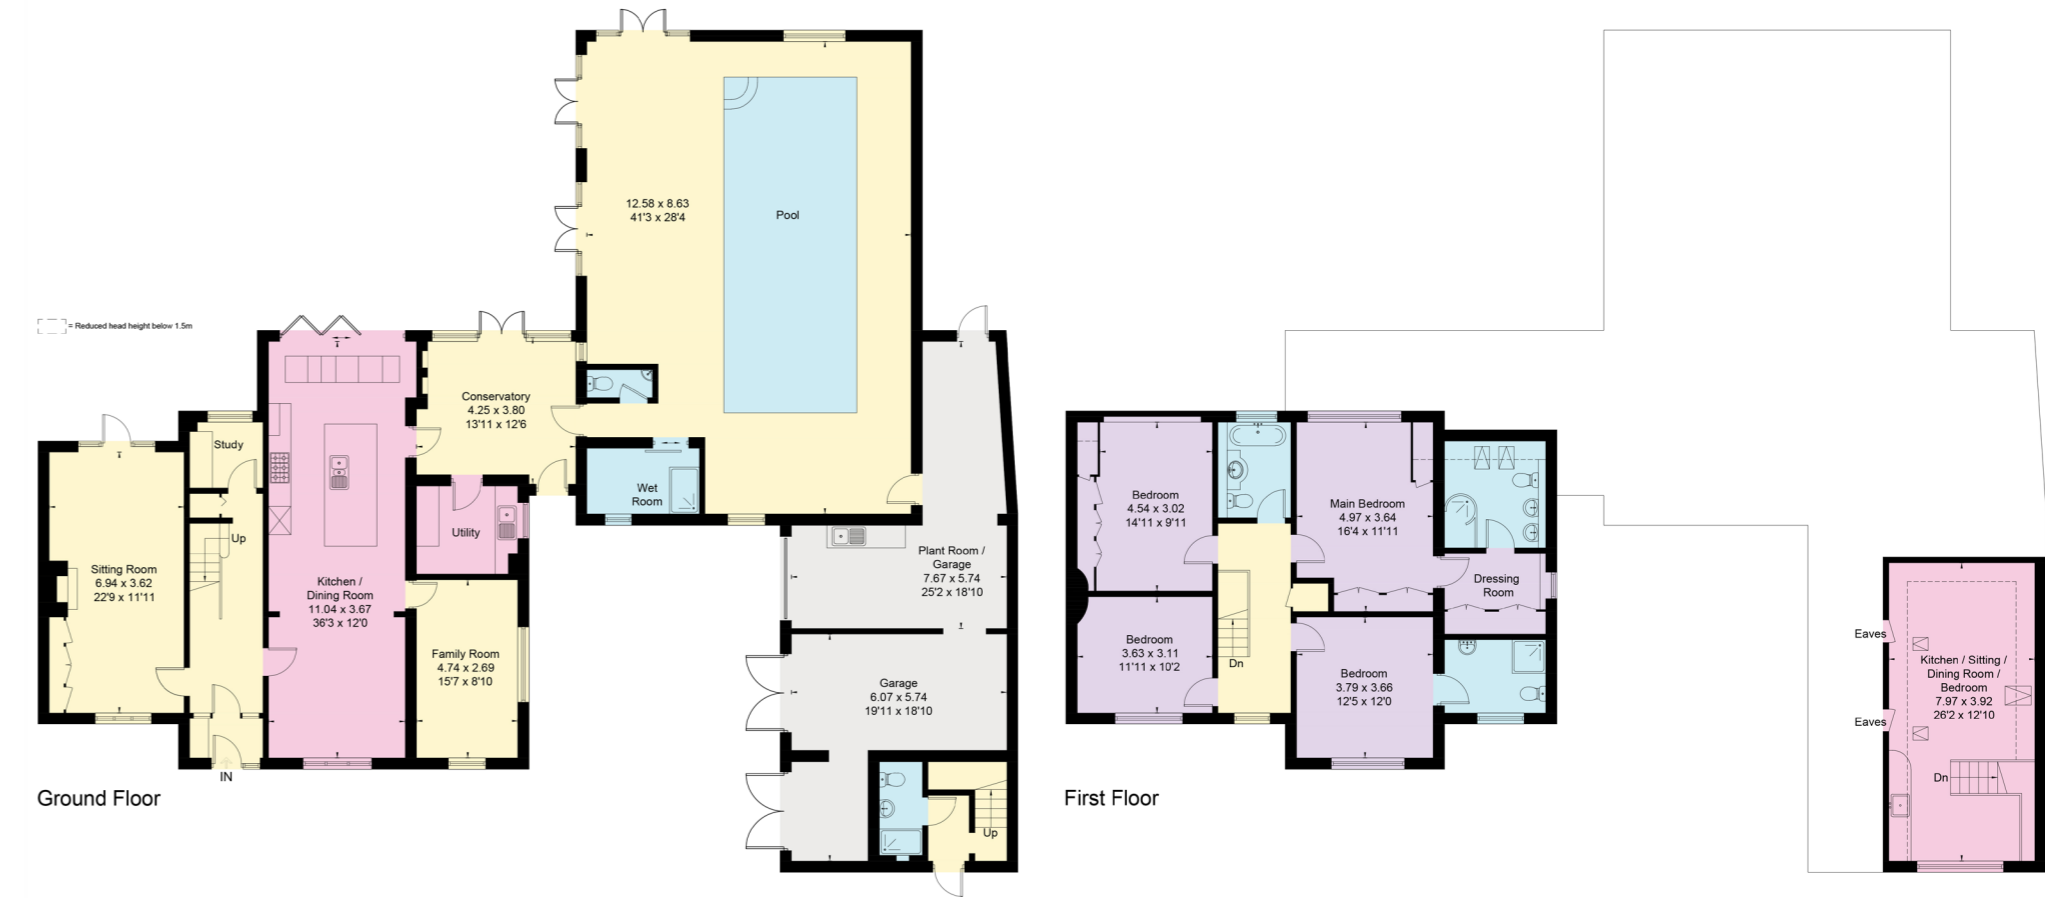 12.58 x 8.63
41'3 x 28'4
Pool
= Reduced head height below 1.5m
Conservatory
4.25 x 3.80
13'11 x 12'6
Study
Wet
Room
Utility
Up
Sitting Room
6.94 x 3.62
22'9 x 11'11
Kitchen /
Dining Room
11.04 x 3.67
36'3 x 12'0
Family Room
4.74 x 2.69
15'7 x 8'10
Plant Room /
Garage
7.67 x 5.74
25'2 x 18'10
Garage
6.07 x 5.74
19'11 x 18'10
Up
IN
Ground Floor
Bedroom
4.54 x 3.02
14'11 x 9'11
Main Bedroom
4.97 x 3.64
16'4 x 11'11
Dressing
Room
Bedroom
3.63 x 3.11
11'11 x 10'2
Dn
Bedroom
3.79 x 3.66
12'5 x 12'0
Eaves
Kitchen / Sitting /
Dining Room /
Bedroom
7.97 x 3.92
26'2 x 12'10
Eaves
Dn
First Floor